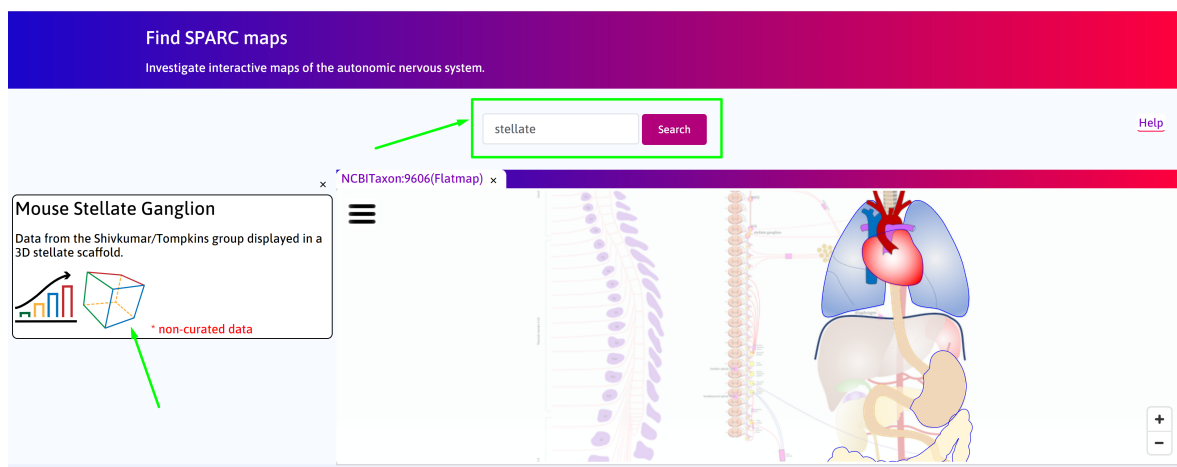 Find SPARC maps
Investigate interactive maps of the autonomic nervous system.
stellate
Search
Help
×
NCBITaxon:9606(Flatmap) ×
Mouse Stellate Ganglion
Data from the Shivkumar/Tompkins group displayed in a
3D stellate scaffold.
* non-curated data
+
−